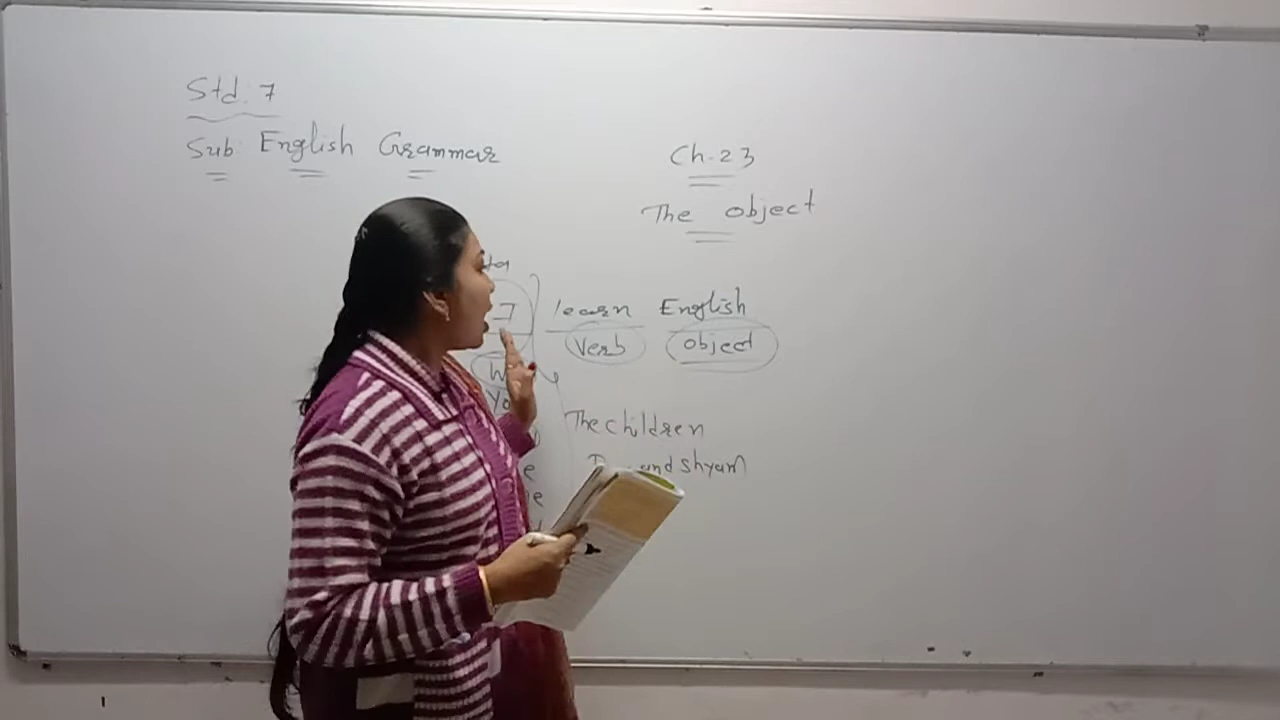 Std. 7
Sub: English Grammar
Ch-23
The object
I learn English
Verb object
The children
and shyam